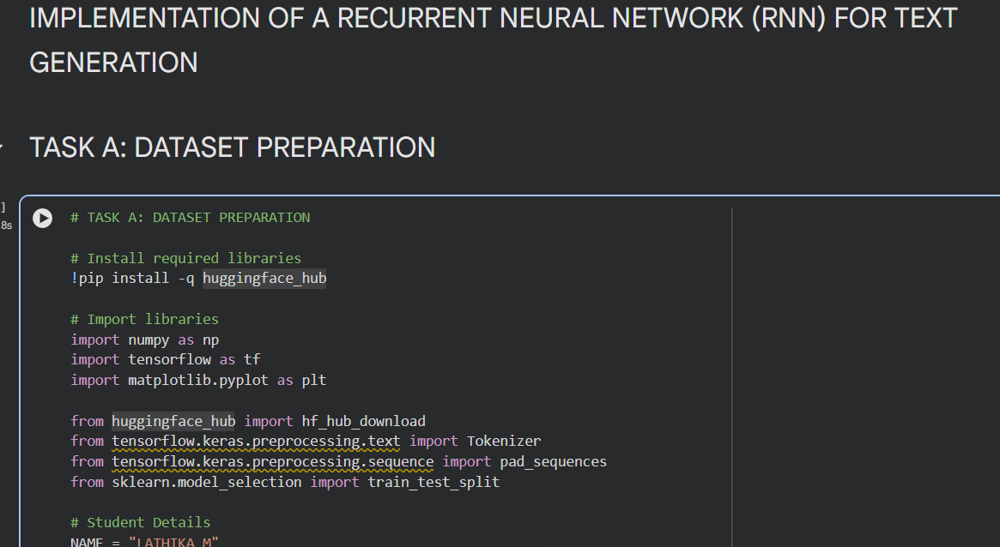 IMPLEMENTATION OF A RECURRENT NEURAL NETWORK (RNN) FOR TEXT
GENERATION
TASK A: DATASET PREPARATION
]
8s
# TASK A: DATASET PREPARATION
# Install required libraries
!pip install -q huggingface_hub
# Import libraries
import numpy as np
import tensorflow as tf
import matplotlib.pyplot as plt
from huggingface_hub import hf_hub_download
from tensorflow.keras.preprocessing.text import Tokenizer
from tensorflow.keras.preprocessing.sequence import pad_sequences
from sklearn.model_selection import train_test_split
# Student Details
NAME = "LATHIKA M"